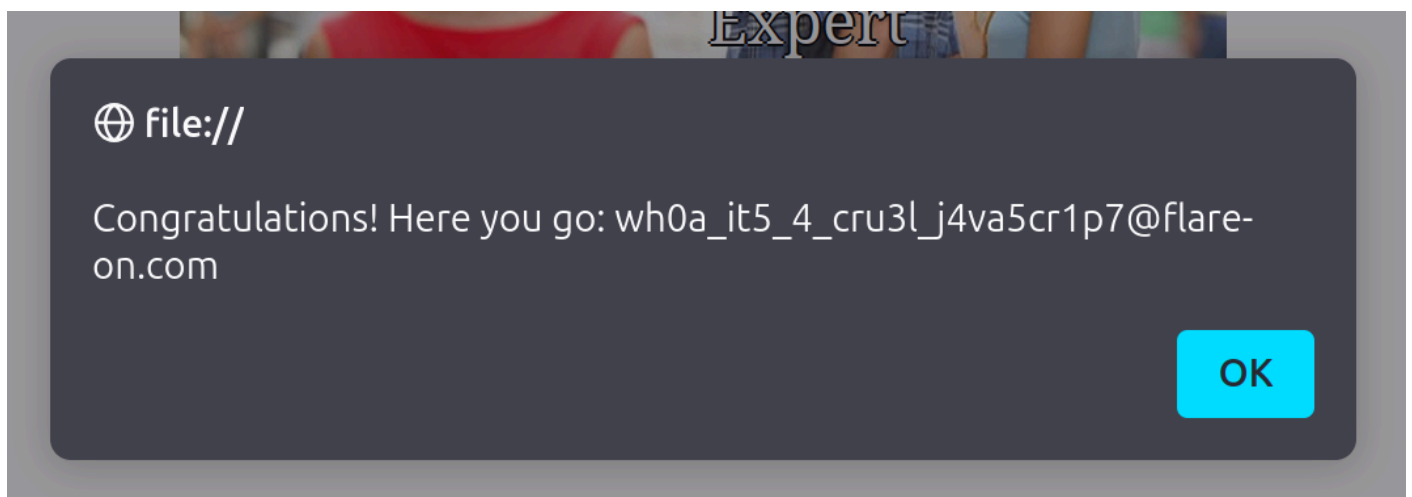 Expert
file://
Congratulations! Here you go: wh0a_it5_4_cru3l_j4va5cr1p7@flare-
on.com
OK